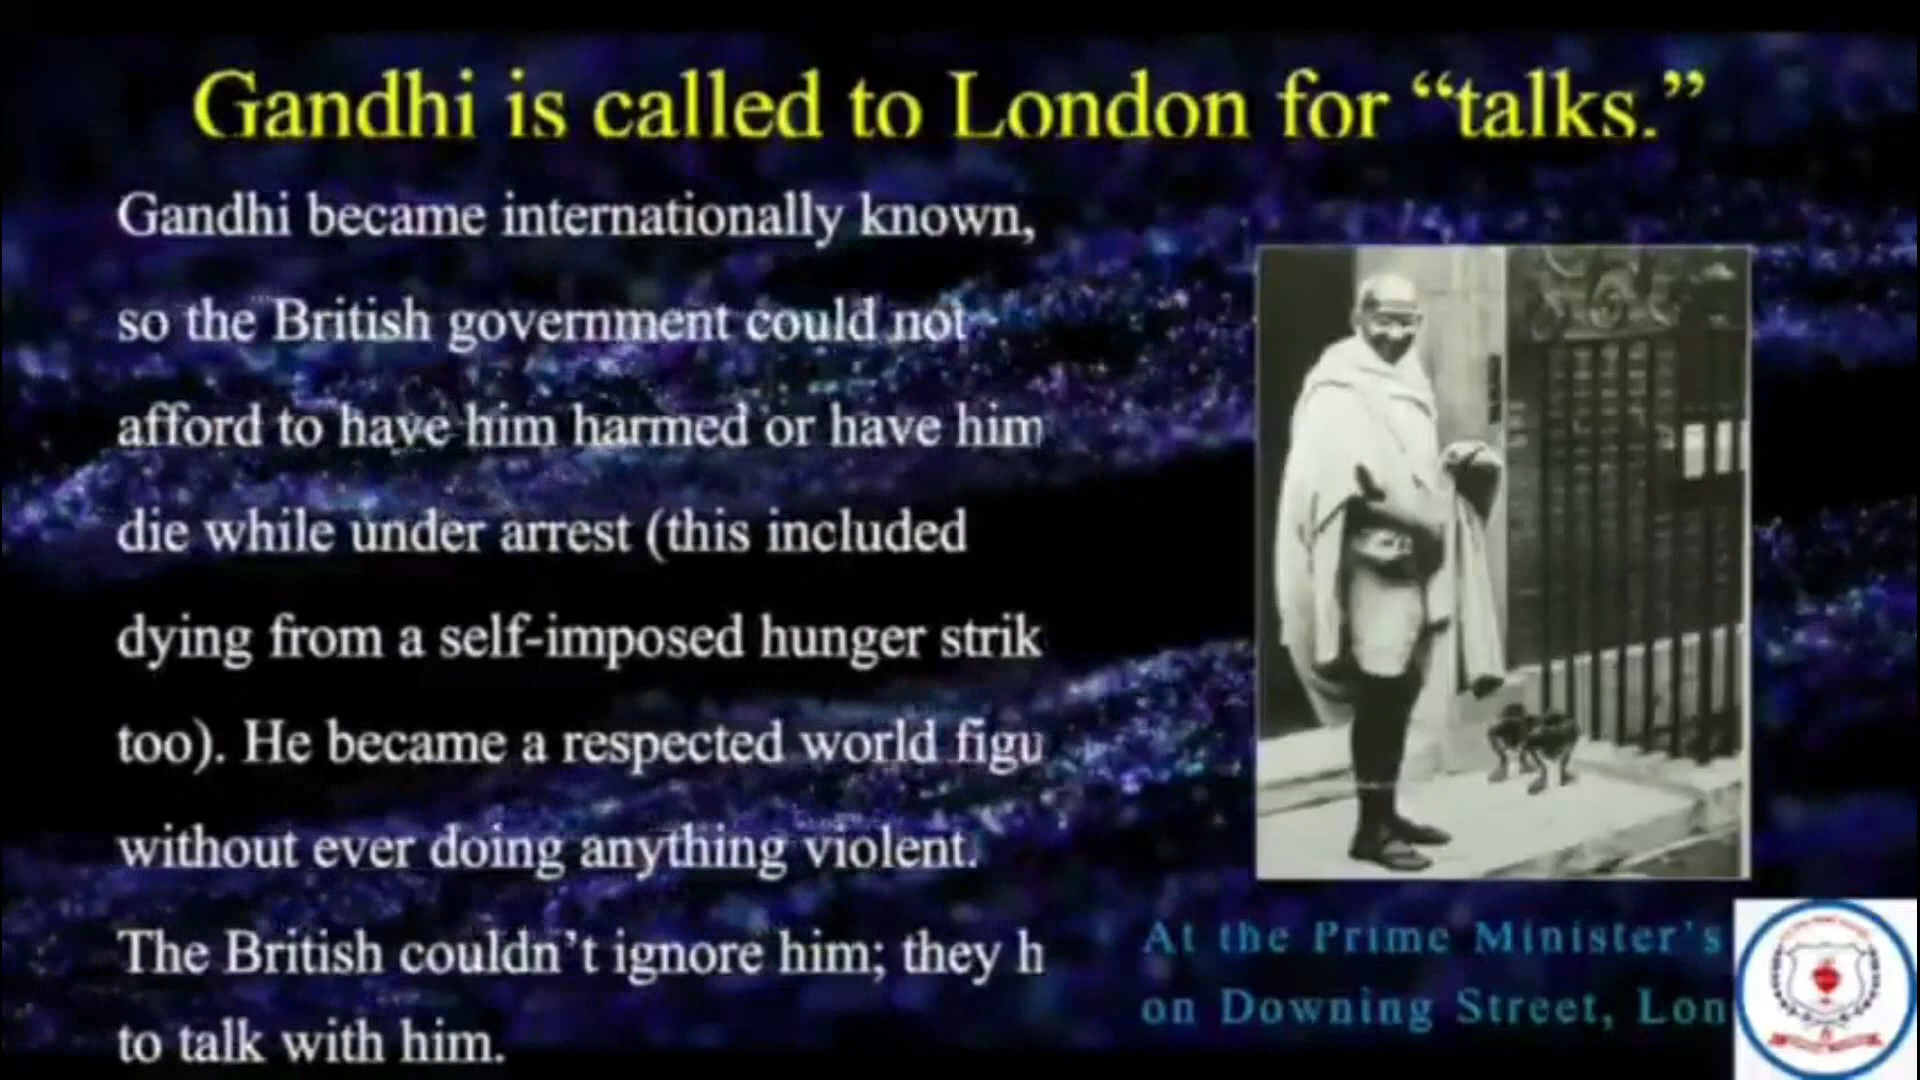 Gandhi is called to London for “talks.”
Gandhi became internationally known,
so the British government could not
afford to have him harmed or have him
die while under arrest (this included
dying from a self-imposed hunger strik
too). He became a respected world figu
without ever doing anything violent.
The British couldn’t ignore him; they h
to talk with him.
At the Prime Minister’s
on Downing Street, Lon